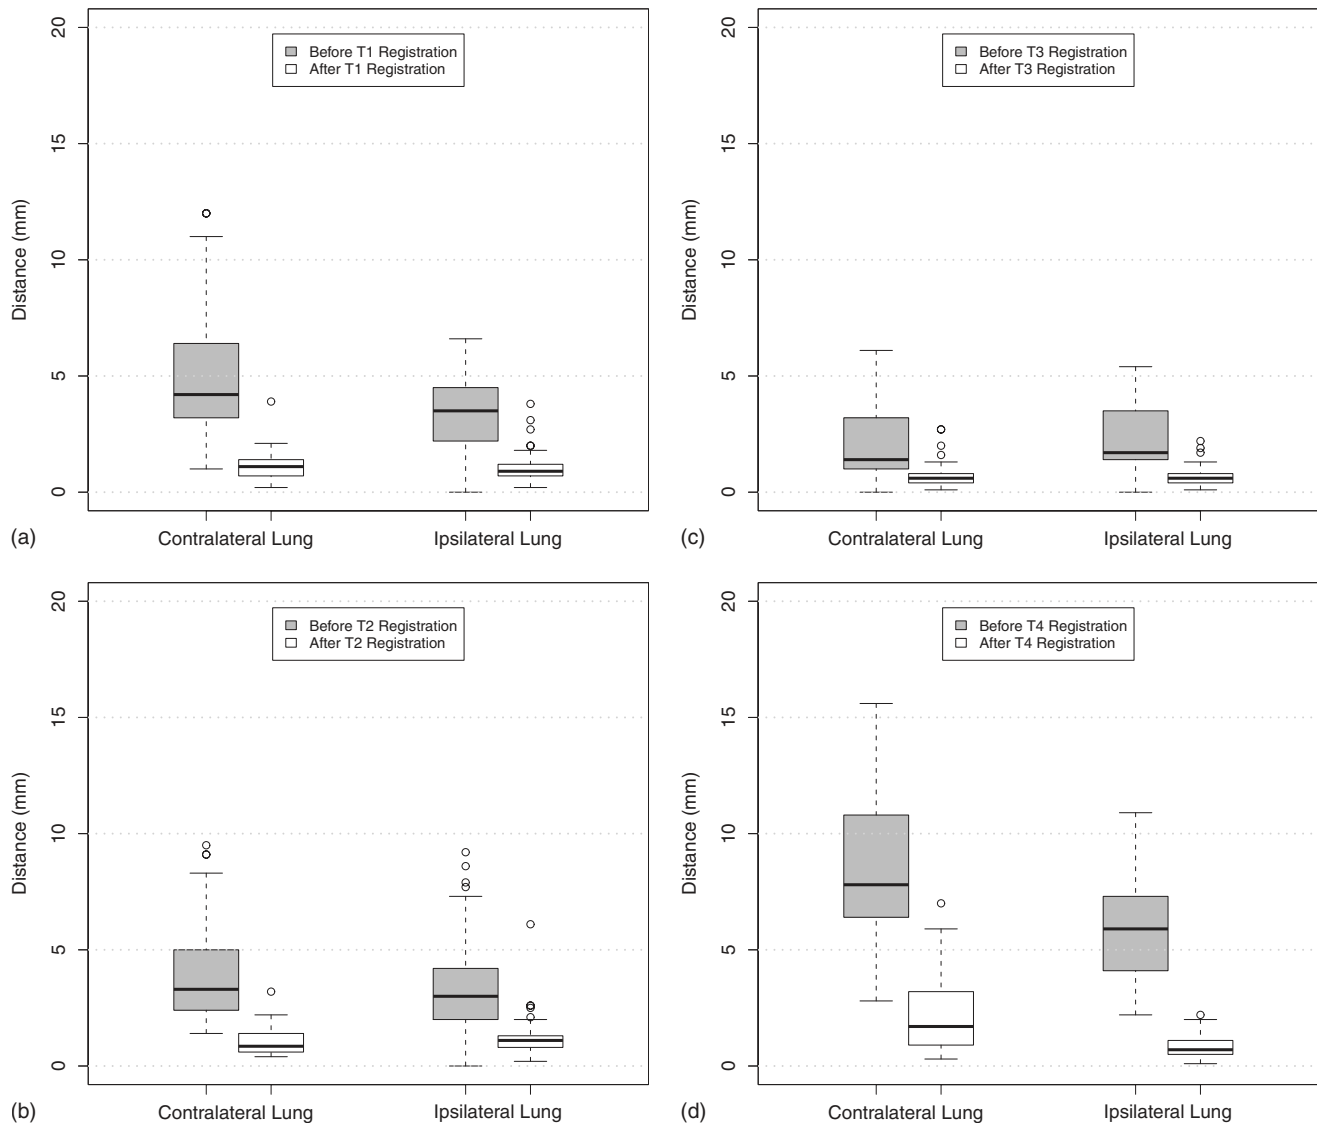 20
15
10
5
0
Distance (mm)
Before T1 Registration
After T1 Registration
(a)
Contralateral Lung
Ipsilateral Lung
20
15
10
5
0
Distance (mm)
Before T3 Registration
After T3 Registration
(c)
Contralateral Lung
Ipsilateral Lung
20
15
10
5
0
Distance (mm)
Before T2 Registration
After T2 Registration
(b)
Contralateral Lung
Ipsilateral Lung
20
15
10
5
0
Distance (mm)
Before T4 Registration
After T4 Registration
(d)
Contralateral Lung
Ipsilateral Lung